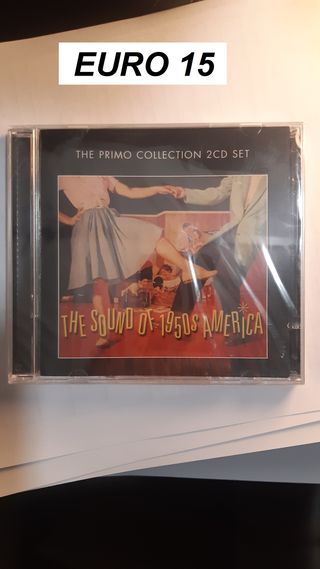 EURO 15
THE PRIMO COLLECTION 2CD SET
THE SOUND OF 1950s AMERICA